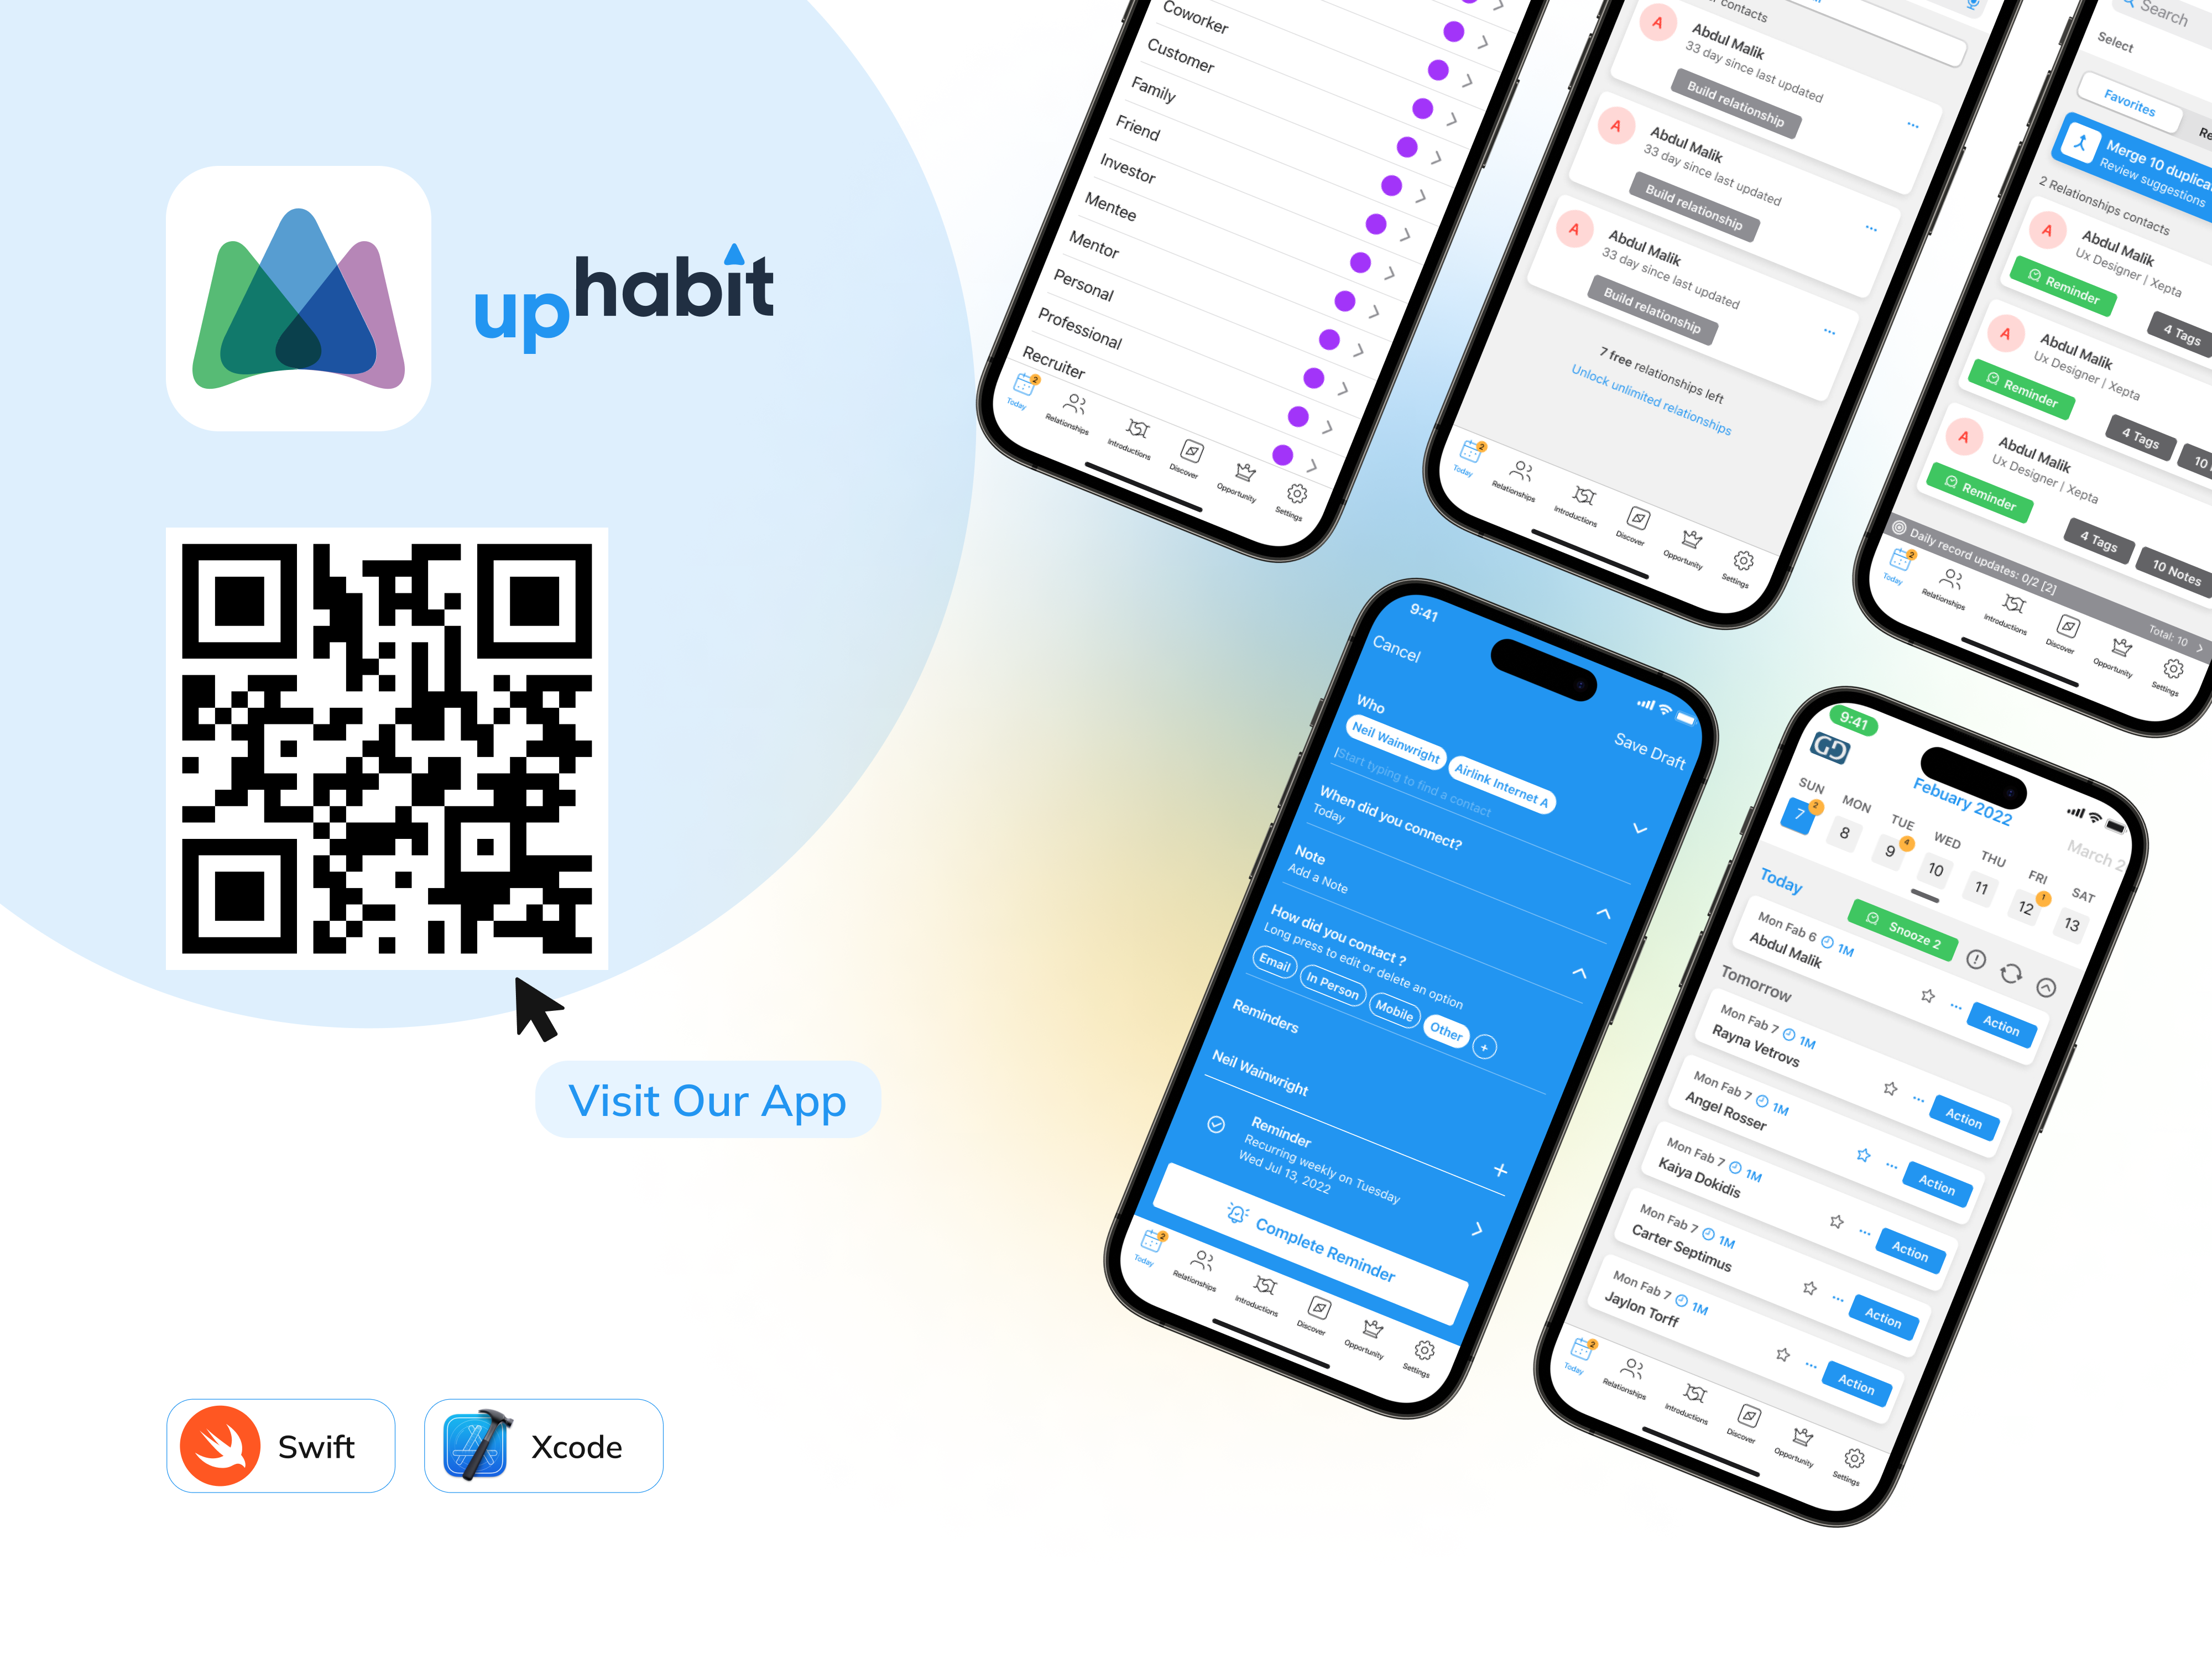 uphabit
Visit Our App
Swift
Xcode
Coworker
Customer
Family
Friend
Investor
Mentee
Mentor
Personal
Professional
Recruiter
2
Today
Relationships
Introductions
Discover
Opportunity
Settings
contacts
A
Abdul Malik
33 day since last updated
Build relationship
A
Abdul Malik
33 day since last updated
Build relationship
A
Abdul Malik
33 day since last updated
Build relationship
7 free relationships left
Unlock unlimited relationships
2
Today
Relationships
Introductions
Discover
Opportunity
Settings
Search
Select
Favorites
Merge 10
Review suggestions
2 Relationships contacts
A
Abdul Malik
Ux Designer | Xepta
Reminder
4 Tags
A
Abdul Malik
Ux Designer | Xepta
Reminder
4 Tags
10
A
Abdul Malik
Ux Designer | Xepta
Reminder
4 Tags
10 Notes
Daily record updates: 0/2 [2]
Total: 10
2
Today
Relationships
Introductions
Discover
Opportunity
Settings
9:41
Cancel
Save Draft
Who
Neil Wainwright
Airlink Internet A
Start typing to find a contact
When did you connect?
Today
Note
Add a Note
How did you contact ?
Long press to edit or delete an option
Email
In Person
Mobile
Other
+
Reminders
Neil Wainwright
Reminder
Recurring weekly on Tuesday
Wed Jul 13, 2022
Complete Reminder
2
Today
Relationships
Introductions
Discover
Opportunity
Settings
9:41
Febuary 2022
March 2
SUN MON TUE WED THU FRI SAT
7 8 9 10 11 12 13
2 4 1
Today
Snooze 2
Mon Fab 6 1M
Abdul Malik
Action
Tomorrow
Mon Fab 7 1M
Rayna Vetrovs
Action
Mon Fab 7 1M
Angel Rosser
Action
Mon Fab 7 1M
Kaiya Dokidis
Action
Mon Fab 7 1M
Carter Septimus
Action
Mon Fab 7 1M
Jaylon Torff
Action
2
Today
Relationships
Introductions
Discover
Opportunity
Settings